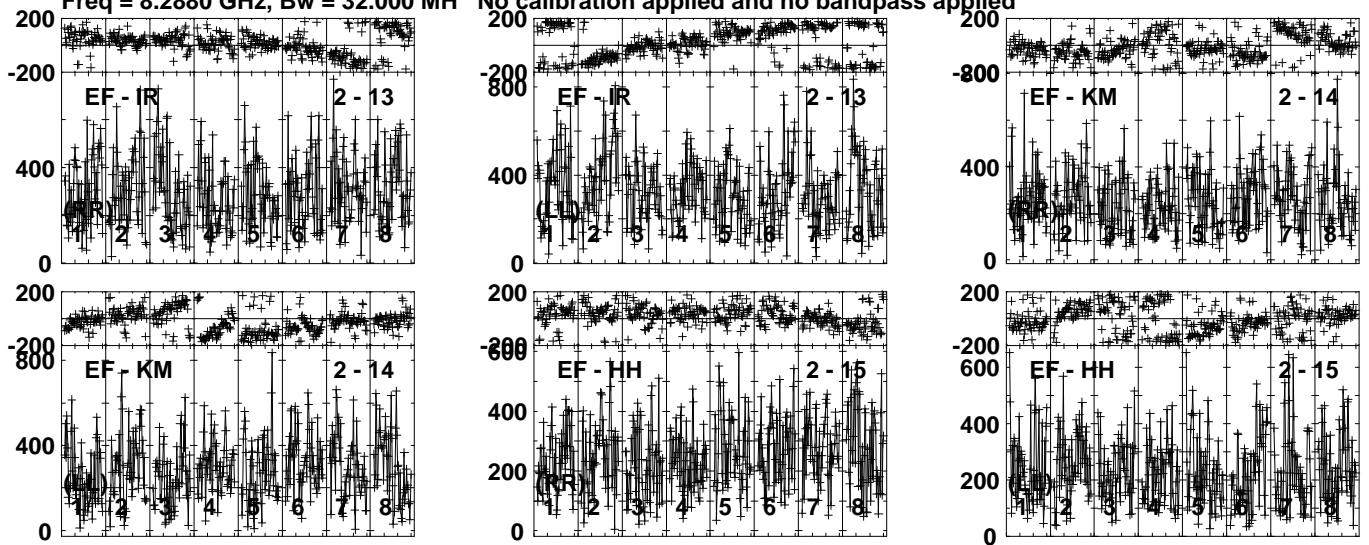 Freq = 8.2880 GHz, Bw = 32.000 MH No calibration applied and no bandpass applied
200 200 200
-200 -200
800 800
EF - IR 2 - 13 EF - IR 2 - 13 EF - KM 2 - 14
400 400 400
(RR) (LL) (RR)
1 2 3 4 5 6 7 8 1 2 3 4 5 6 7 8 1 2 3 4 5 6 7 8
0 0 0
200 200 200
-200 -200 -200
800 600 600
EF - KM 2 - 14 EF - HH 2 - 15 EF - HH 2 - 15
400 400 400
200 200
(LL) (RR) (LL)
1 2 3 4 5 6 7 8 1 2 3 4 5 6 7 8 1 2 3 4 5 6 7 8
0 0 0